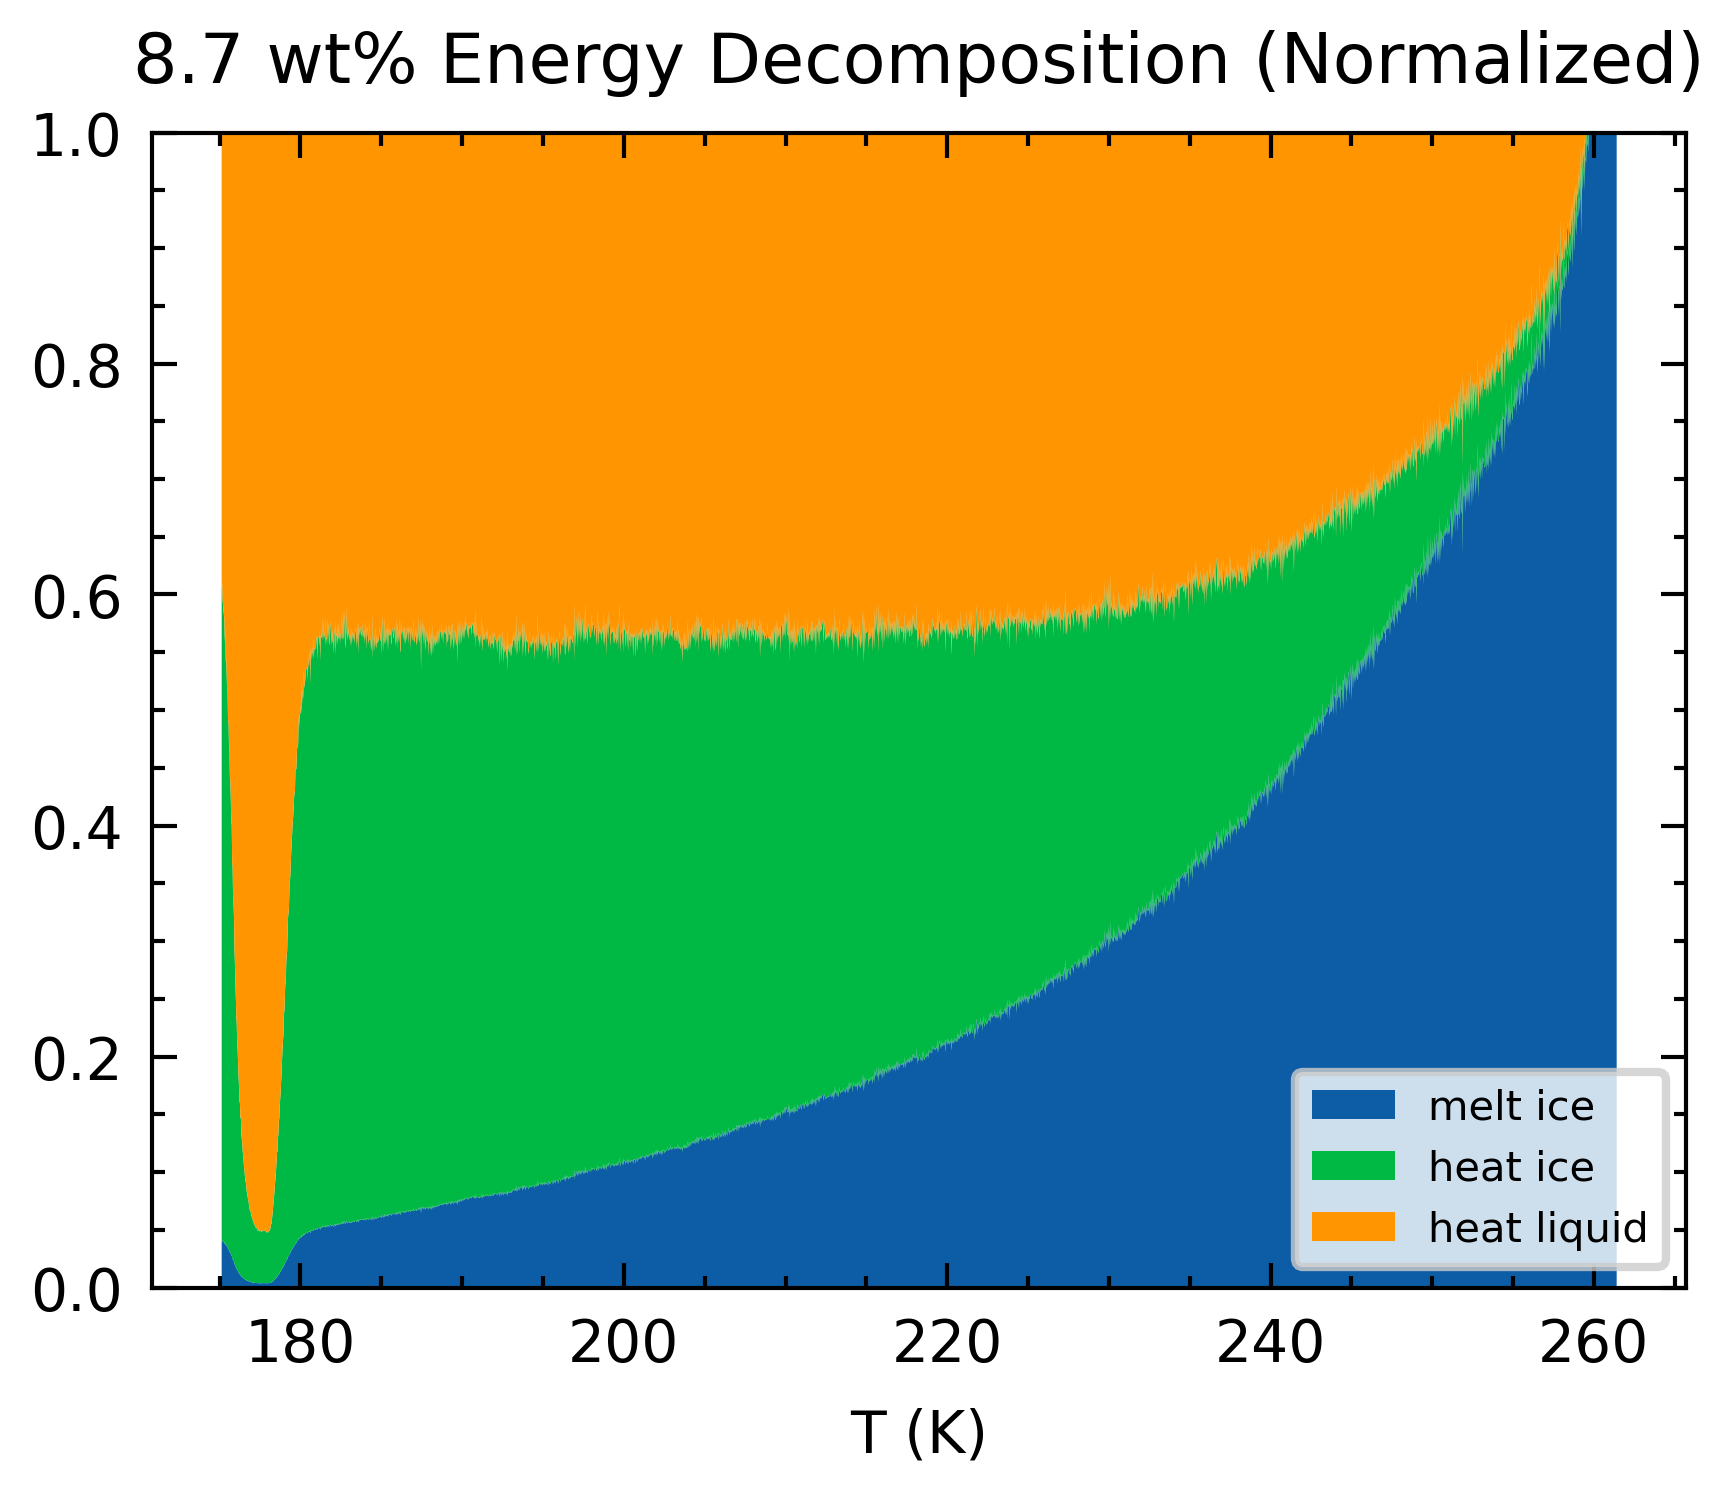 8.7 wt% Energy Decomposition (Normalized)
1.0
0.8
0.6
0.4
0.2
0.0
melt ice
heat ice
heat liquid
180 200 220 240 260
T (K)